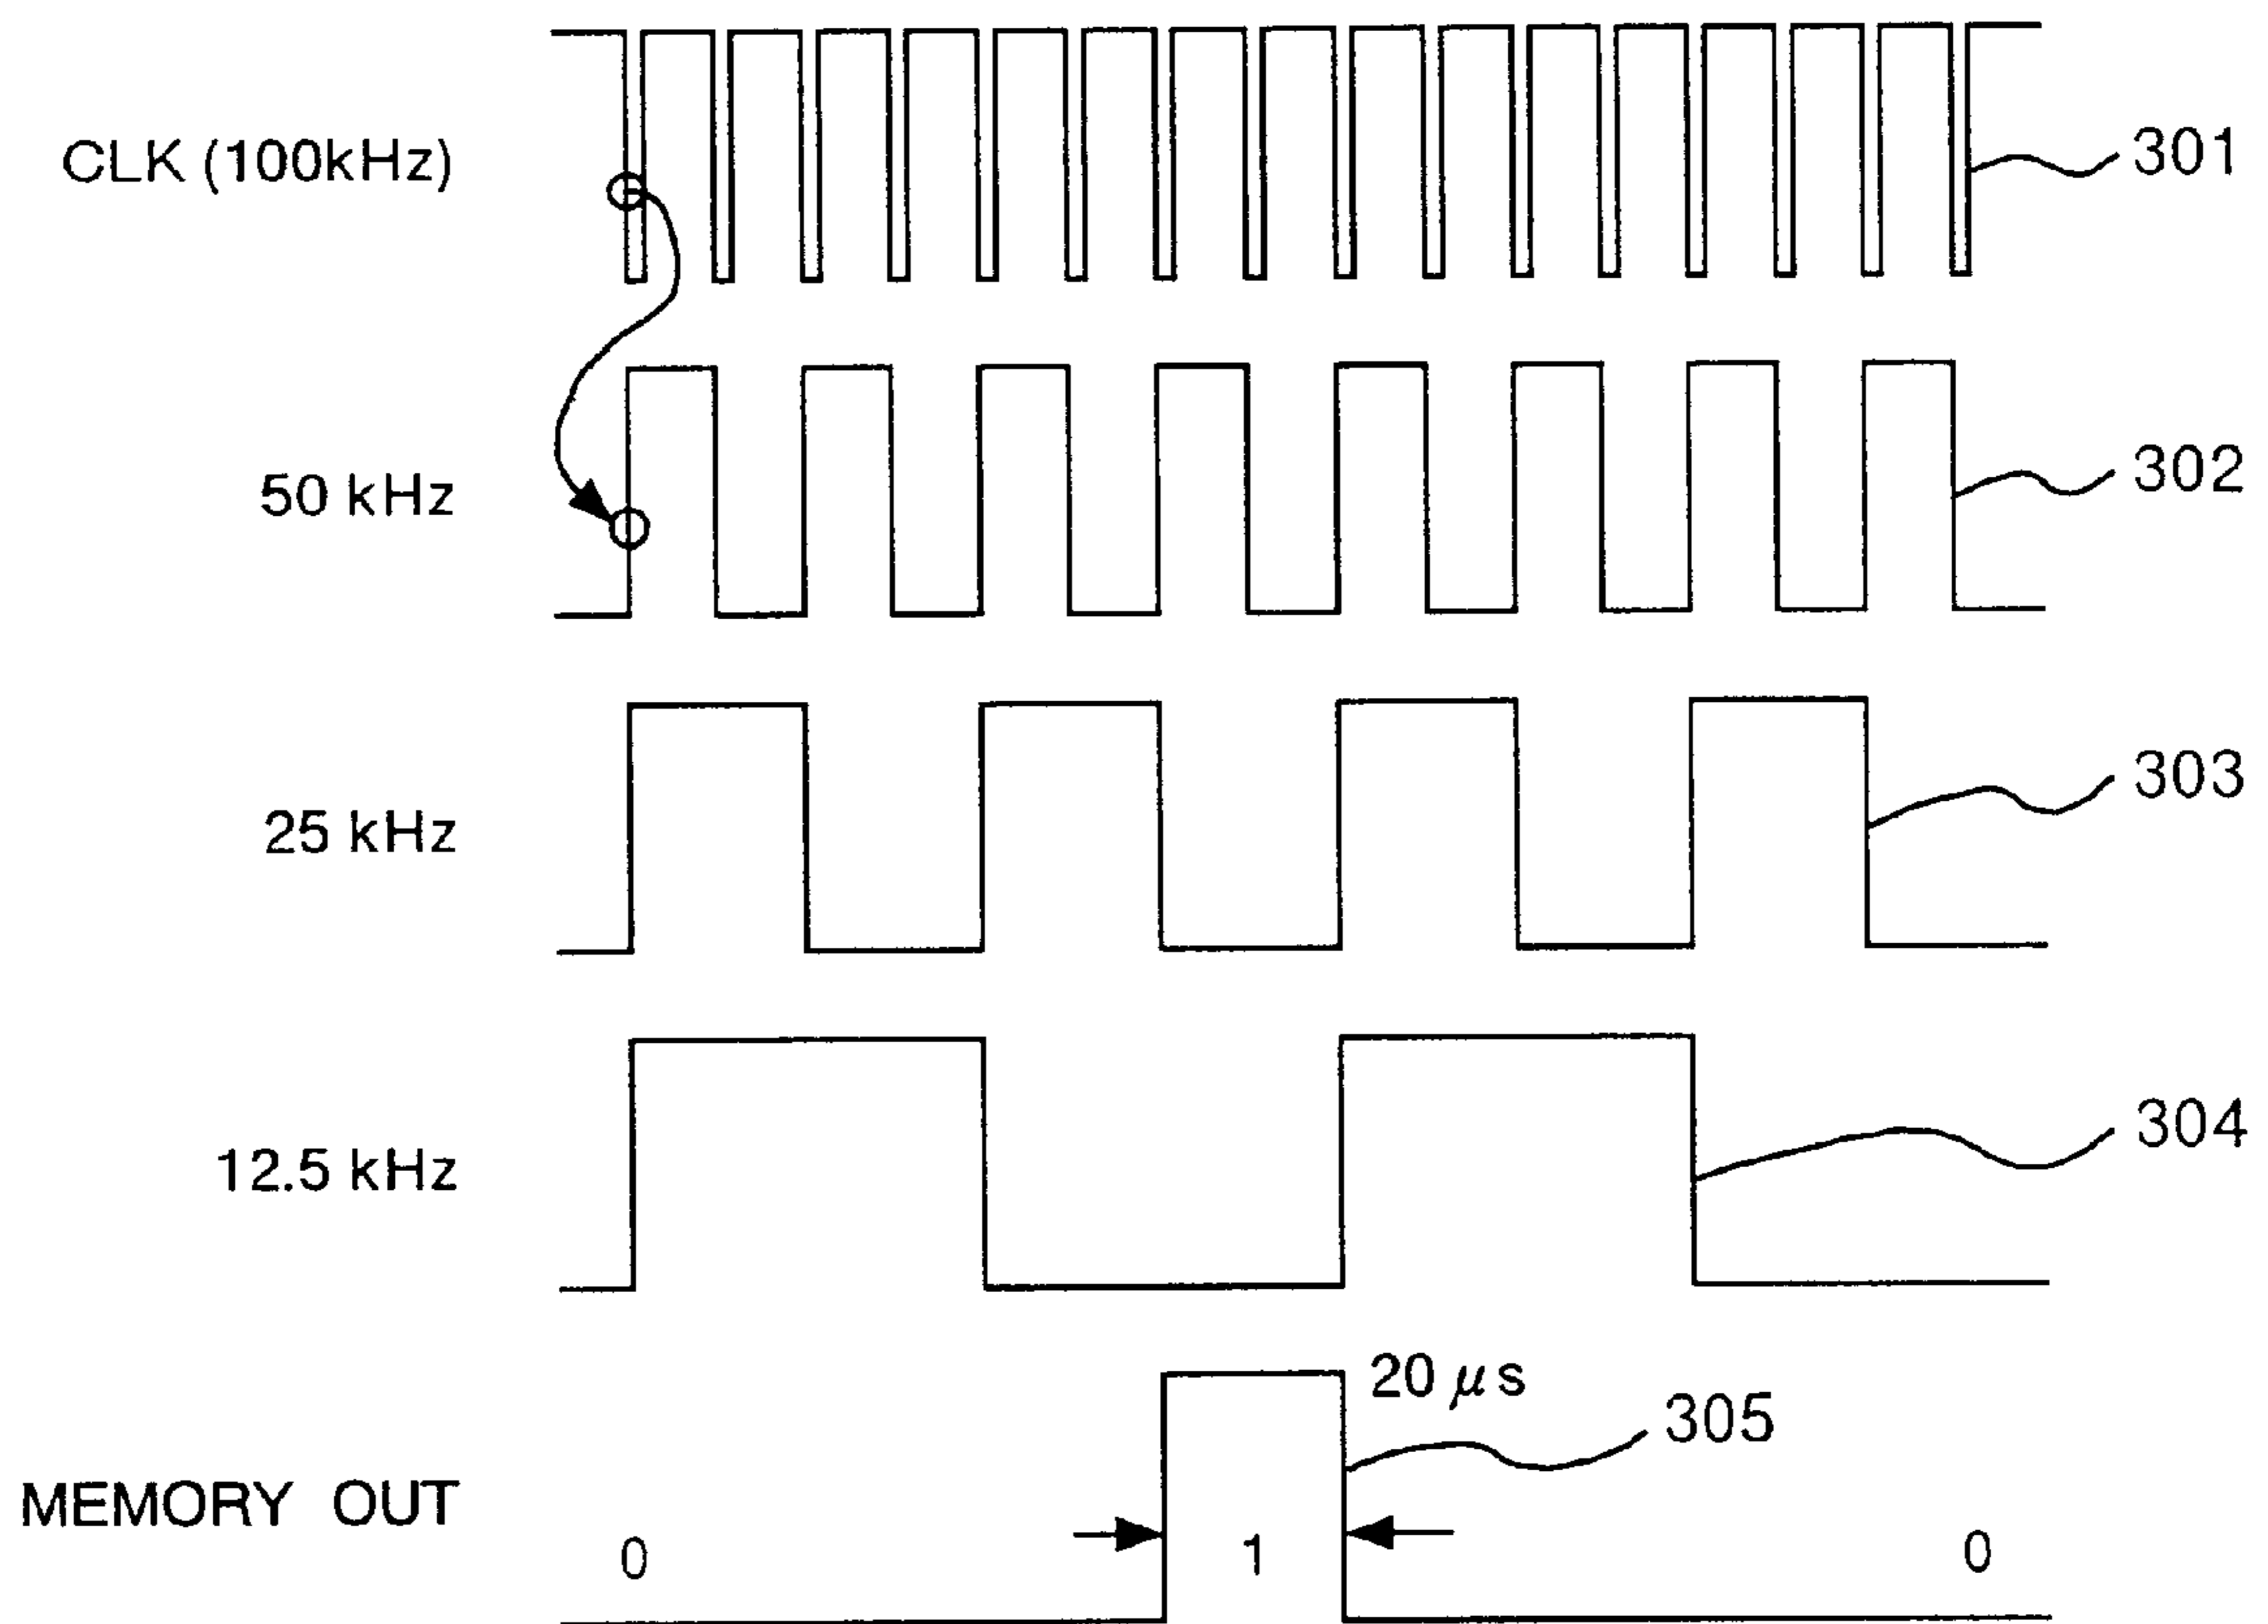 CLK (100kHz)
301
50 kHz
302
25 kHz
303
12.5 kHz
304
20 μs
305
MEMORY OUT
0
1
0